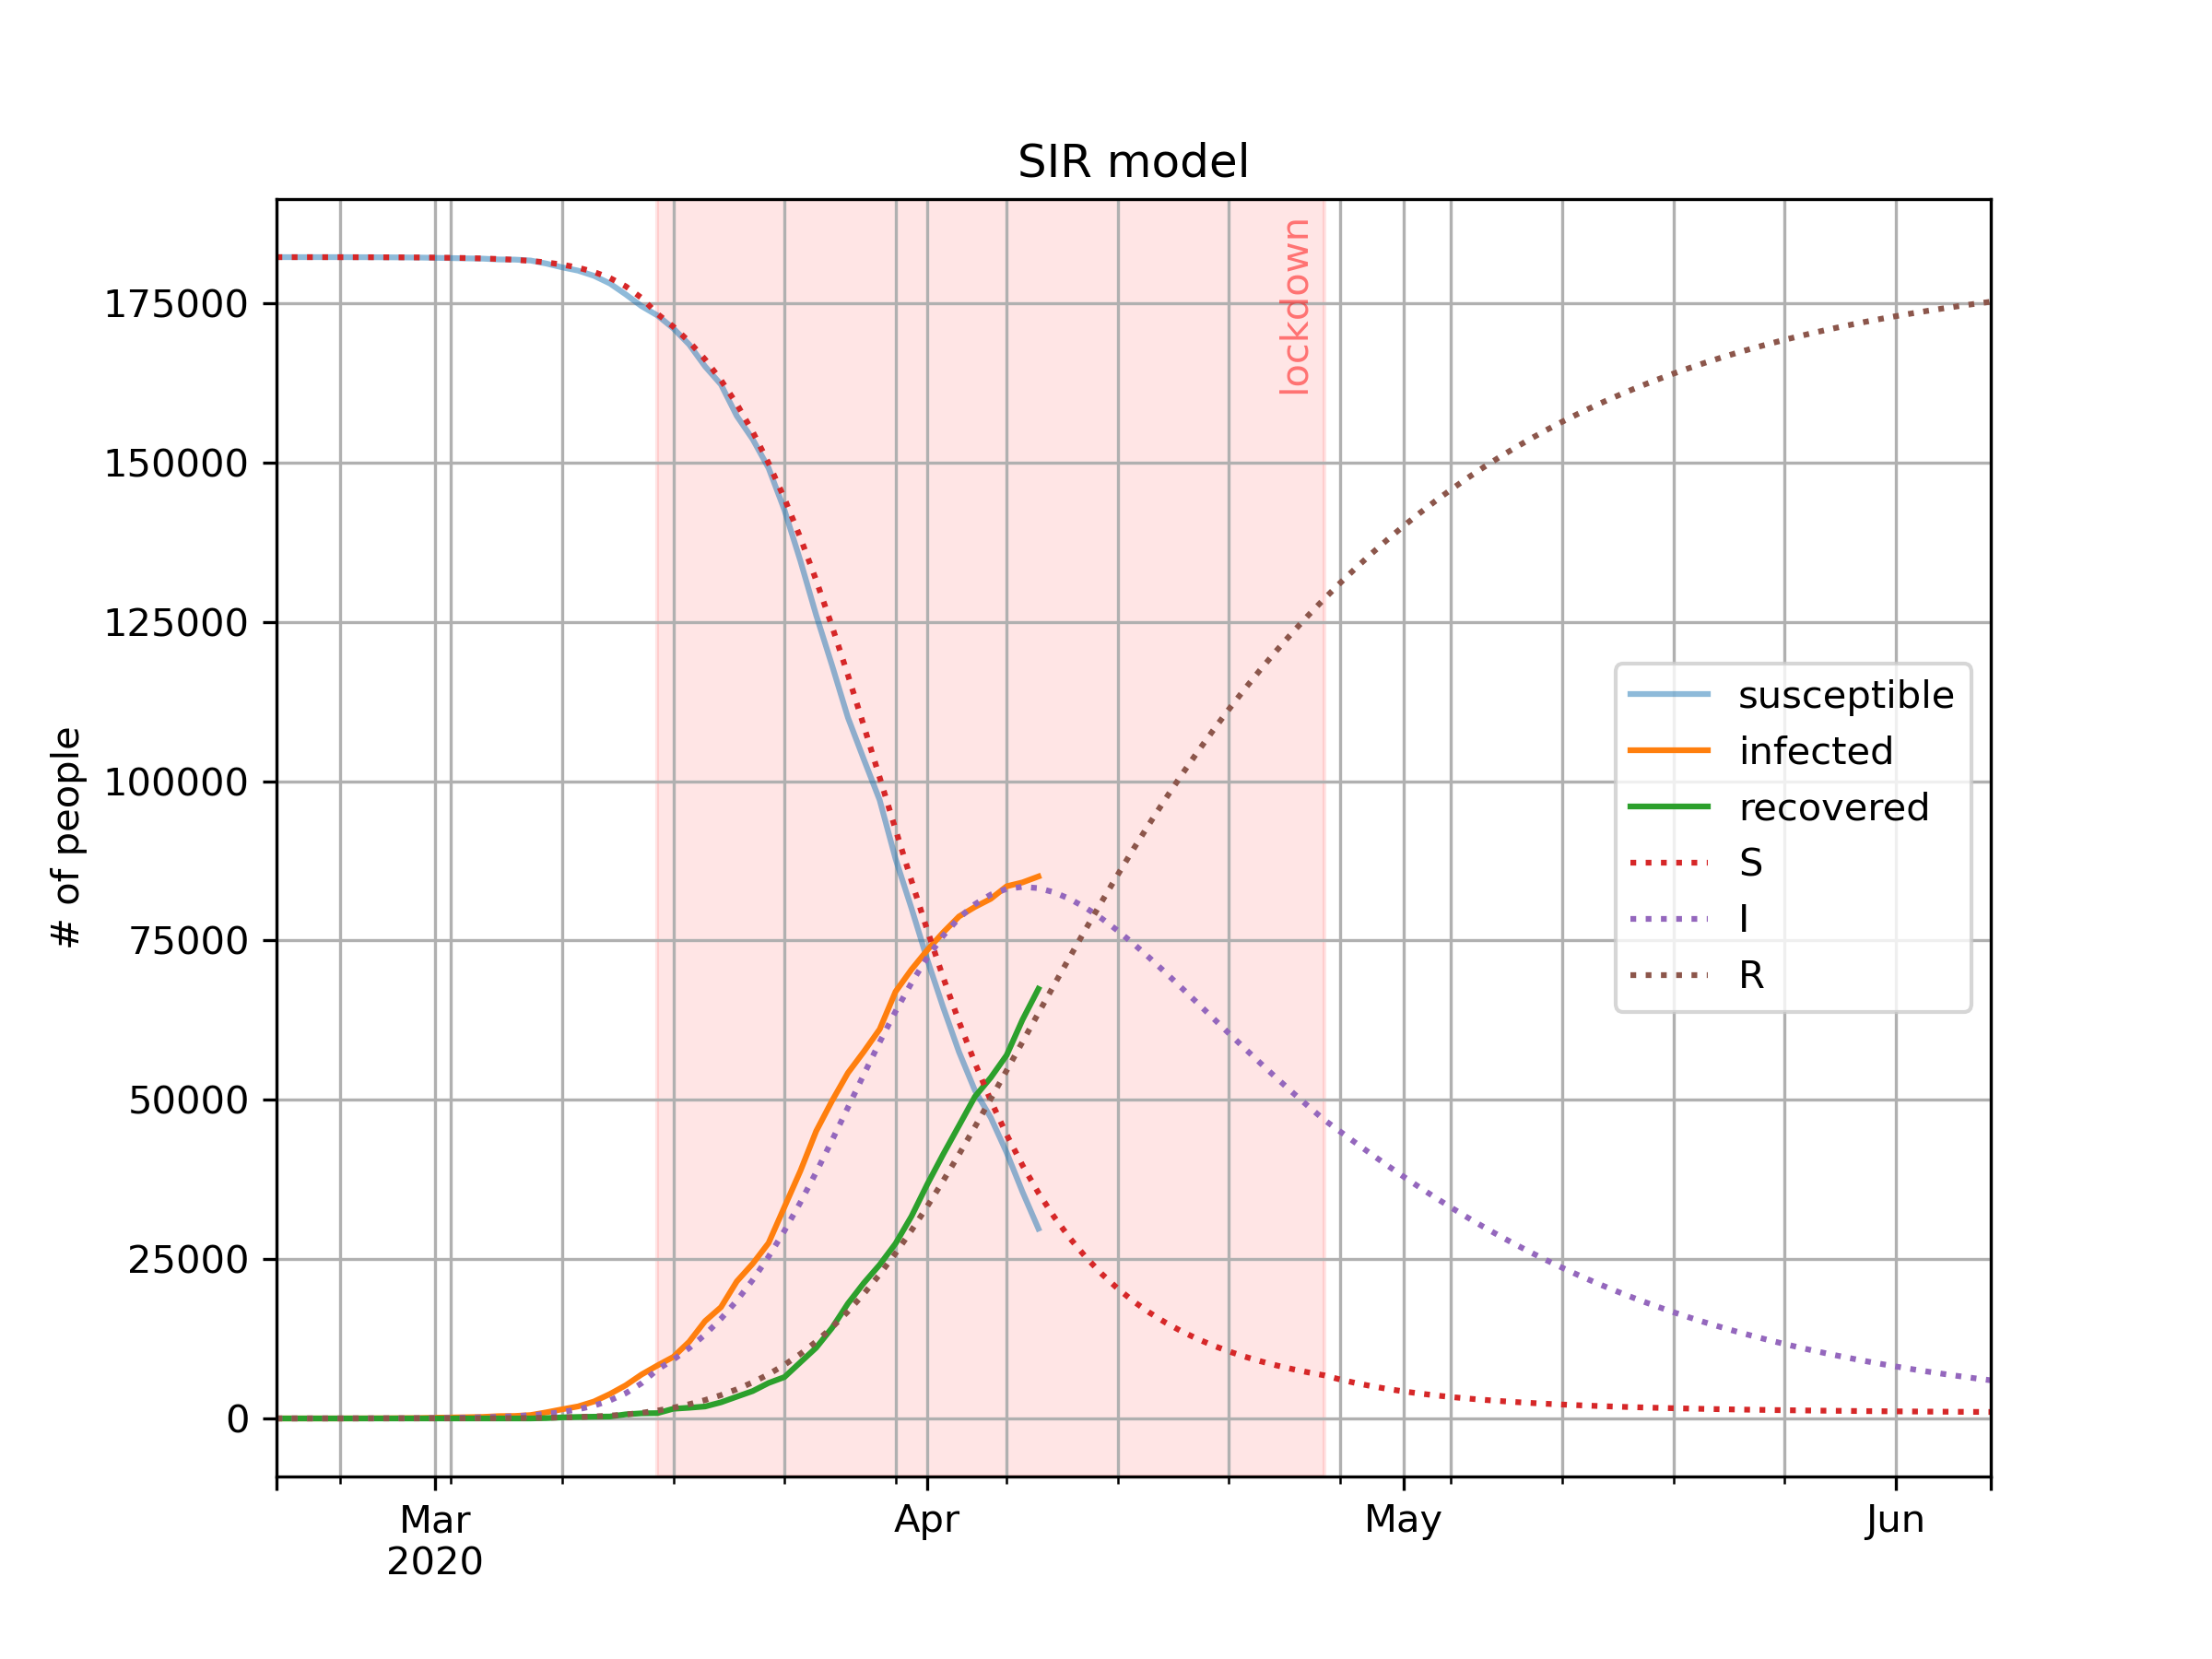 SIR model
lockdown
# of people
175000
150000
125000
100000
75000
50000
25000
0
susceptible
infected
recovered
S
I
R
Mar
2020
Apr
May
Jun